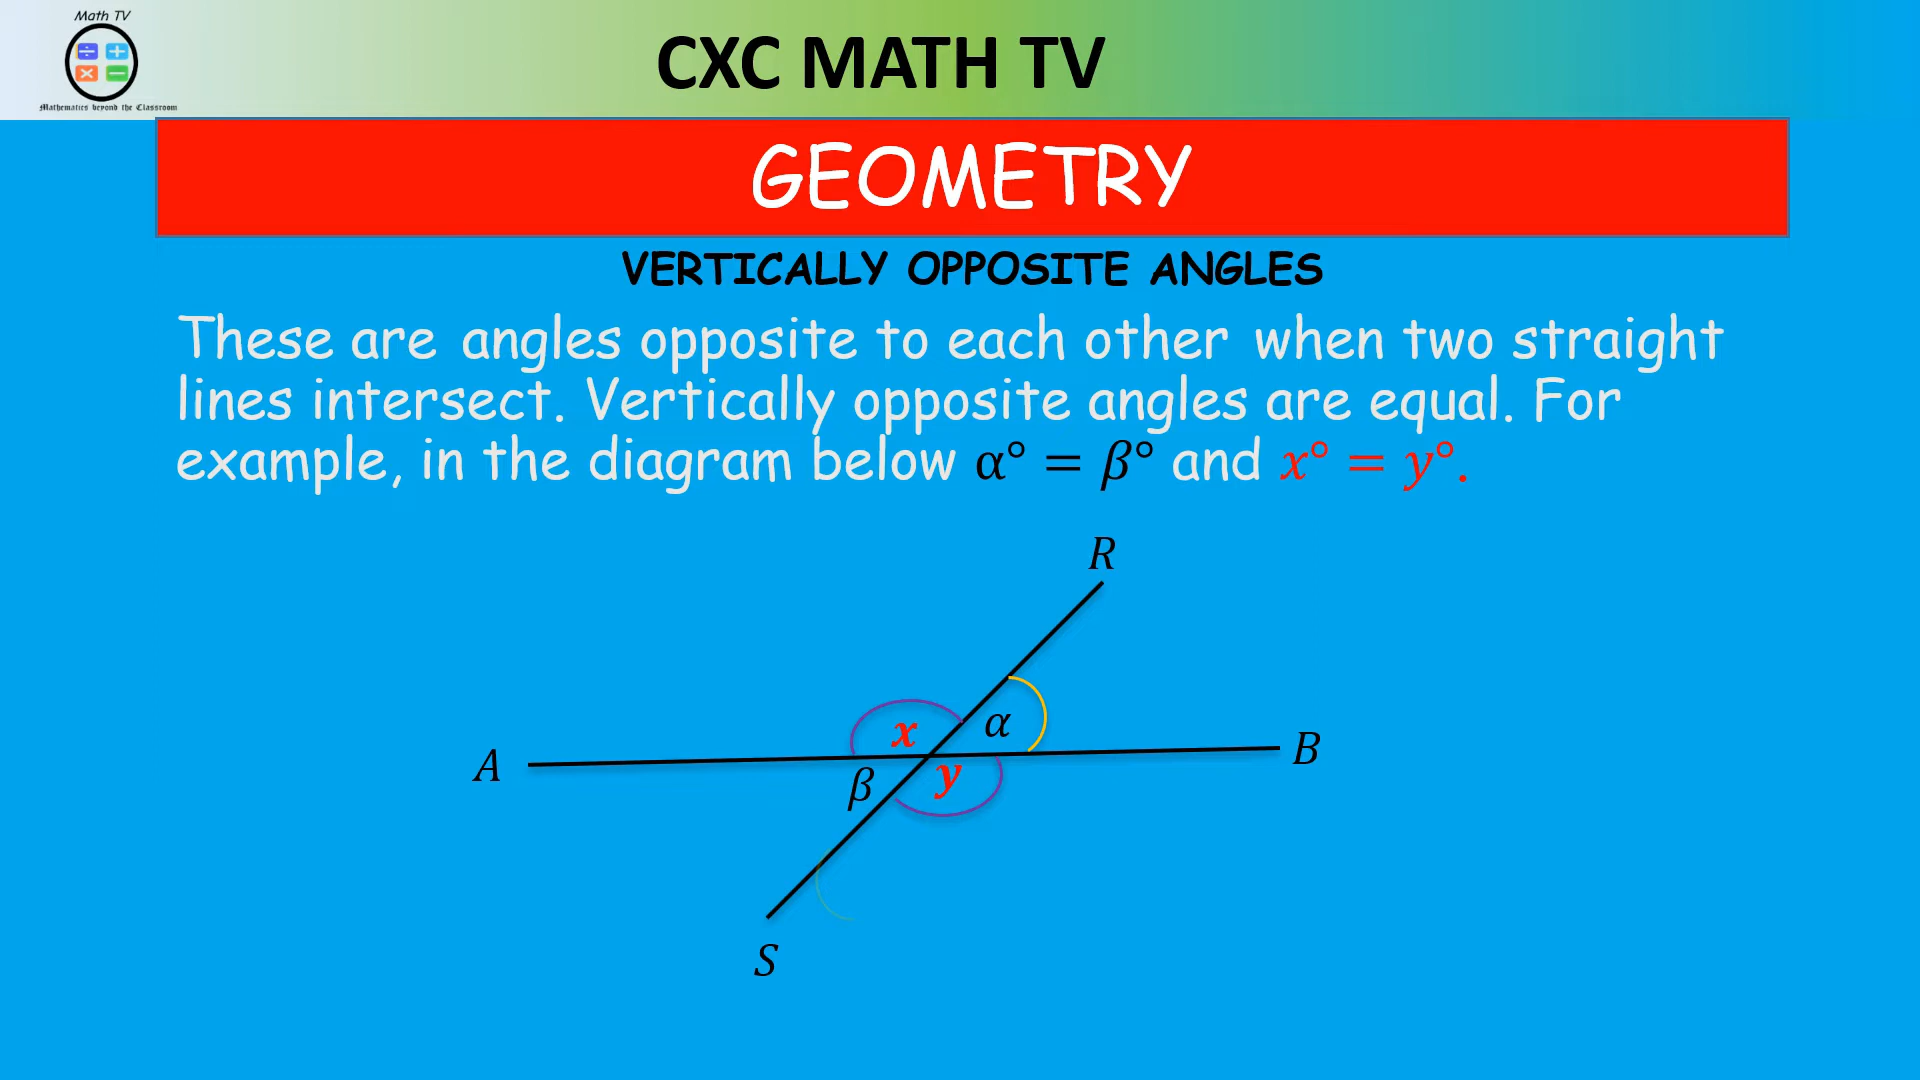 Math TV
Mathematics beyond the Classroom
CXC MATH TV
GEOMETRY
VERTICALLY OPPOSITE ANGLES
These are angles opposite to each other when two straight
lines intersect. Vertically opposite angles are equal. For
example, in the diagram below α° = β° and x° = y°.
R
x α
A B
β y
S